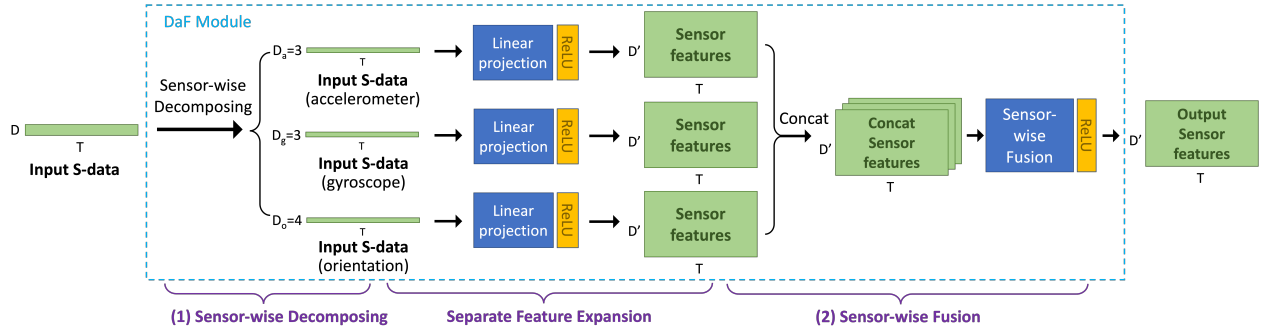 DaF Module
D
T
Input S-data
Sensor-wise
Decomposing
Dₐ=3
T
Input S-data
(accelerometer)
D_g=3
T
Input S-data
(gyroscope)
Dₒ=4
T
Input S-data
(orientation)
Linear
projection
ReLU
Linear
projection
ReLU
Linear
projection
ReLU
D’
Sensor
features
T
D’
Sensor
features
T
D’
Sensor
features
T
Concat
D’
Concat
Sensor
features
T
Sensor-
wise
Fusion
ReLU
D’
Output
Sensor
features
T
(1) Sensor-wise Decomposing
Separate Feature Expansion
(2) Sensor-wise Fusion